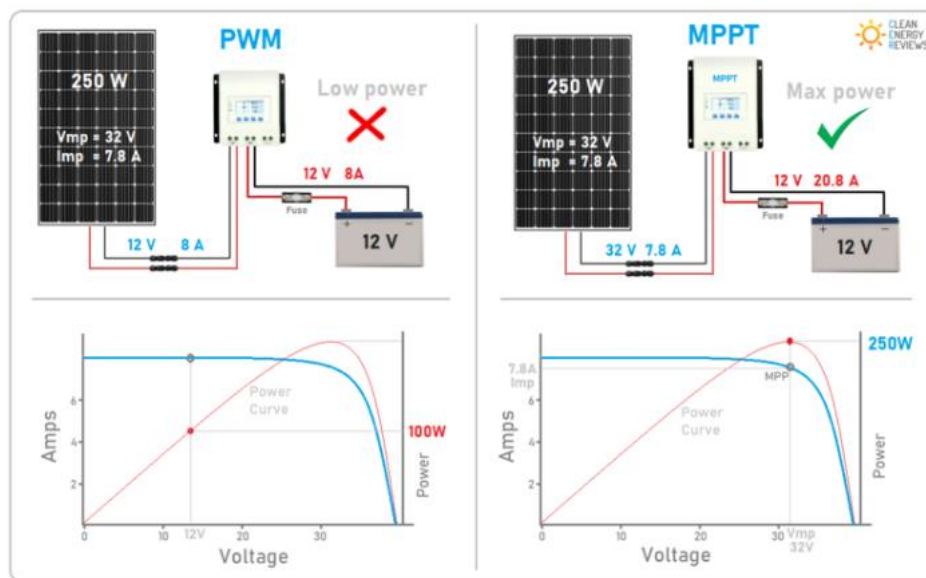 PWM
250 W
Vmp = 32 V
Imp = 7.8 A
Low power
12 V 8A
Fuse
+ −
12 V
12 V 8 A
MPPT
CLEAN
ENERGY
REVIEWS
250 W
Vmp = 32 V
Imp = 7.8 A
MPPT
Max power
12 V 20.8 A
Fuse
+ −
12 V
32 V 7.8 A
Amps
6
4
2
Power
Curve
100W
Power
0 10 20 30
12V
Voltage
Amps
7.8A
Imp
6
4
2
Power
Curve
MPP
250W
Power
0 10 20 30
Vmp
32V
Voltage